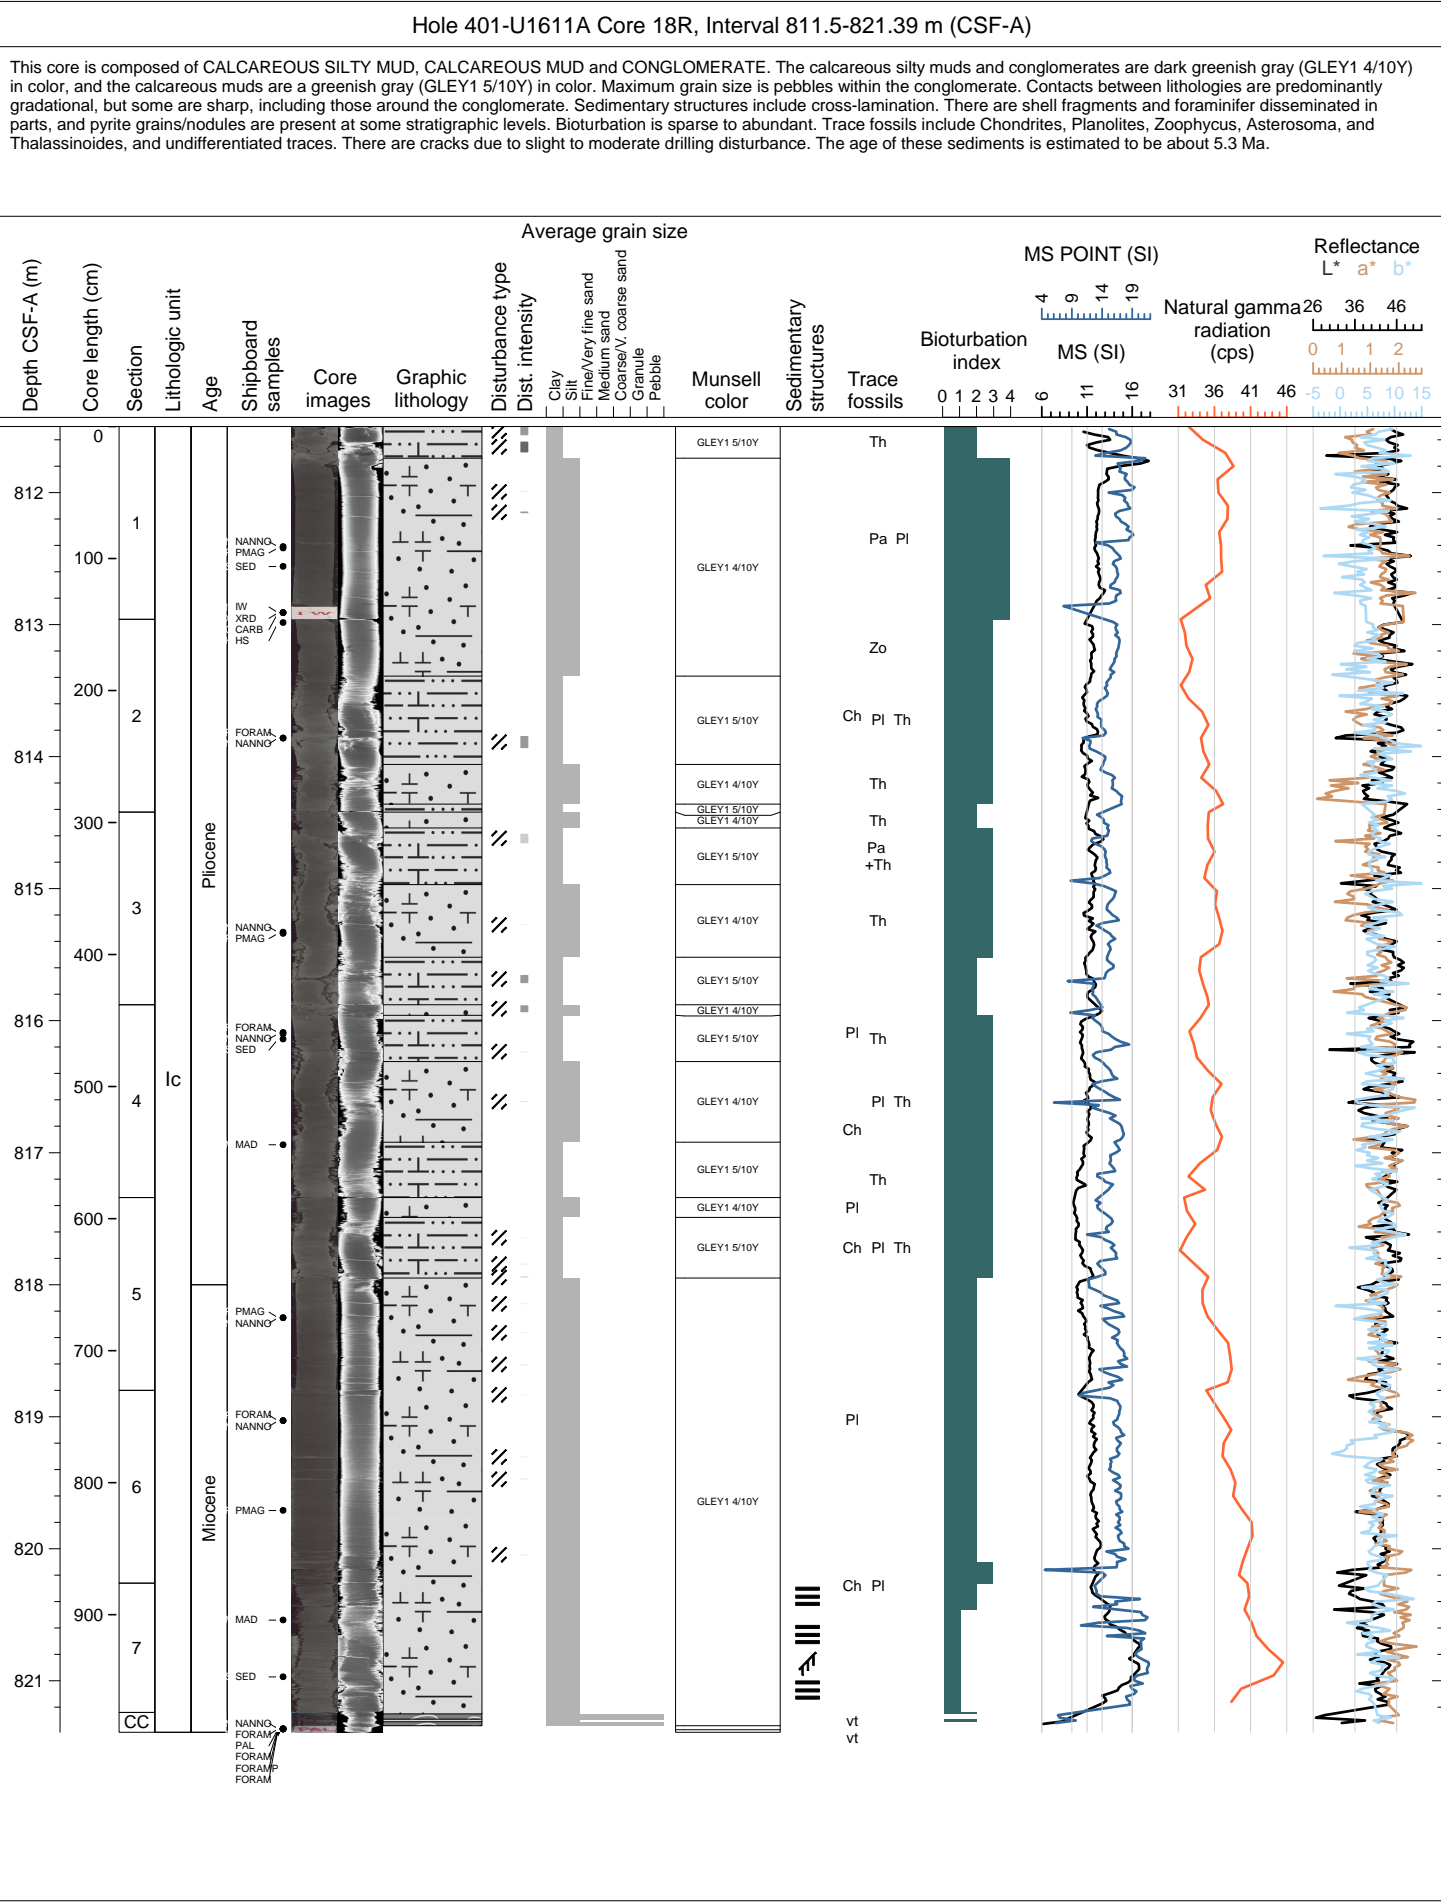 Hole 401-U1611A Core 18R, Interval 811.5-821.39 m (CSF-A)
This core is composed of CALCAREOUS SILTY MUD, CALCAREOUS MUD and CONGLOMERATE. The calcareous silty muds and conglomerates are dark greenish gray (GLEY1 4/10Y)
in color, and the calcareous muds are a greenish gray (GLEY1 5/10Y) in color. Maximum grain size is pebbles within the conglomerate. Contacts between lithologies are predominantly
gradational, but some are sharp, including those around the conglomerate. Sedimentary structures include cross-lamination. There are shell fragments and foraminifer disseminated in
parts, and pyrite grains/nodules are present at some stratigraphic levels. Bioturbation is sparse to abundant. Trace fossils include Chondrites, Planolites, Zoophycus, Asterosoma, and
Thalassinoides, and undifferentiated traces. There are cracks due to slight to moderate drilling disturbance. The age of these sediments is estimated to be about 5.3 Ma.
Depth CSF-A (m)
Core length (cm)
Section
Lithologic unit
Age
Shipboard
samples
Core
images
Graphic
lithology
Disturbance type
Dist. intensity
Average grain size
Clay
Silt
Fine/Very fine sand
Medium sand
Coarse/V. coarse sand
Granule
Pebble
Munsell
color
Sedimentary
structures
Trace
fossils
Bioturbation
index
0 1 2 3 4
MS POINT (SI)
4 9 14 19
MS (SI)
6 11 16
Natural gamma
radiation
(cps)
31 36 41 46
Reflectance
L* a* b*
26 36 46
0 1 1 2
-5 0 5 10 15
812
813
814
815
816
817
818
819
820
821
0
100
200
300
400
500
600
700
800
900
1
2
3
4
5
6
7
CC
Ic
Pliocene
Miocene
NANNO
PMAG
SED
IW
XRD
CARB
HS
FORAM
NANNO
NANNO
PMAG
FORAM
NANNO
SED
MAD
PMAG
NANNO
FORAM
NANNO
PMAG
MAD
SED
NANNO
FORAM
PAL
FORAM
FORAMP
FORAM
IW
PAL
GLEY1 5/10Y
GLEY1 4/10Y
GLEY1 5/10Y
GLEY1 4/10Y
GLEY1 5/10Y
GLEY1 4/10Y
GLEY1 5/10Y
GLEY1 4/10Y
GLEY1 5/10Y
GLEY1 4/10Y
GLEY1 5/10Y
GLEY1 4/10Y
GLEY1 5/10Y
GLEY1 4/10Y
GLEY1 5/10Y
GLEY1 4/10Y
Th
Pa Pl
Zo
Ch Pl Th
Th
Th
Pa
+Th
Th
Pl Th
Pl Th
Ch
Th
Pl
Ch Pl Th
Pl
Ch Pl
vt
vt